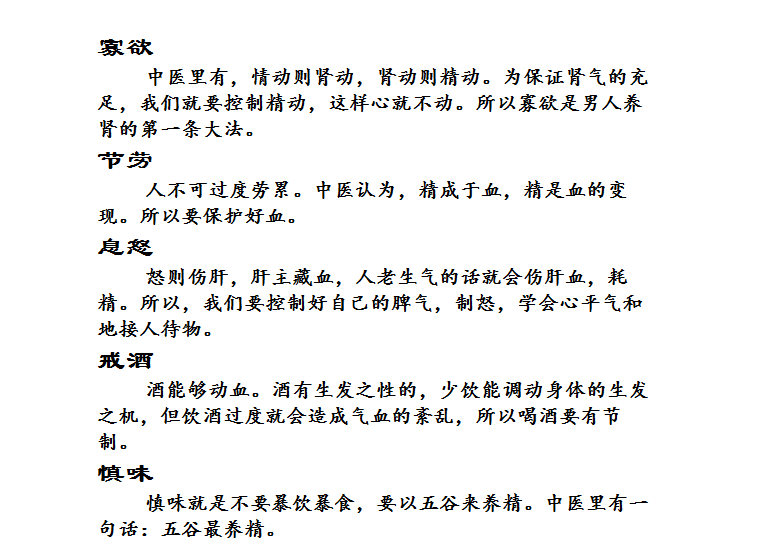 寡欲
中医里有，情动则肾动，肾动则精动。为保证肾气的充
足，我们就要控制精动，这样心就不动。所以寡欲是男人养
肾的第一条大法。
节劳
人不可过度劳累。中医认为，精成于血，精是血的变
现。所以要保护好血。
息怒
怒则伤肝，肝主藏血，人老生气的话就会伤肝血，耗
精。所以，我们要控制好自己的脾气，制怒，学会心平气和
地接人待物。
戒酒
酒能够动血。酒有生发之性的，少饮能调动身体的生发
之机，但饮酒过度就会造成气血的紊乱，所以喝酒要有节
制。
慎味
慎味就是不要暴饮暴食，要以五谷来养精。中医里有一
句话：五谷最养精。